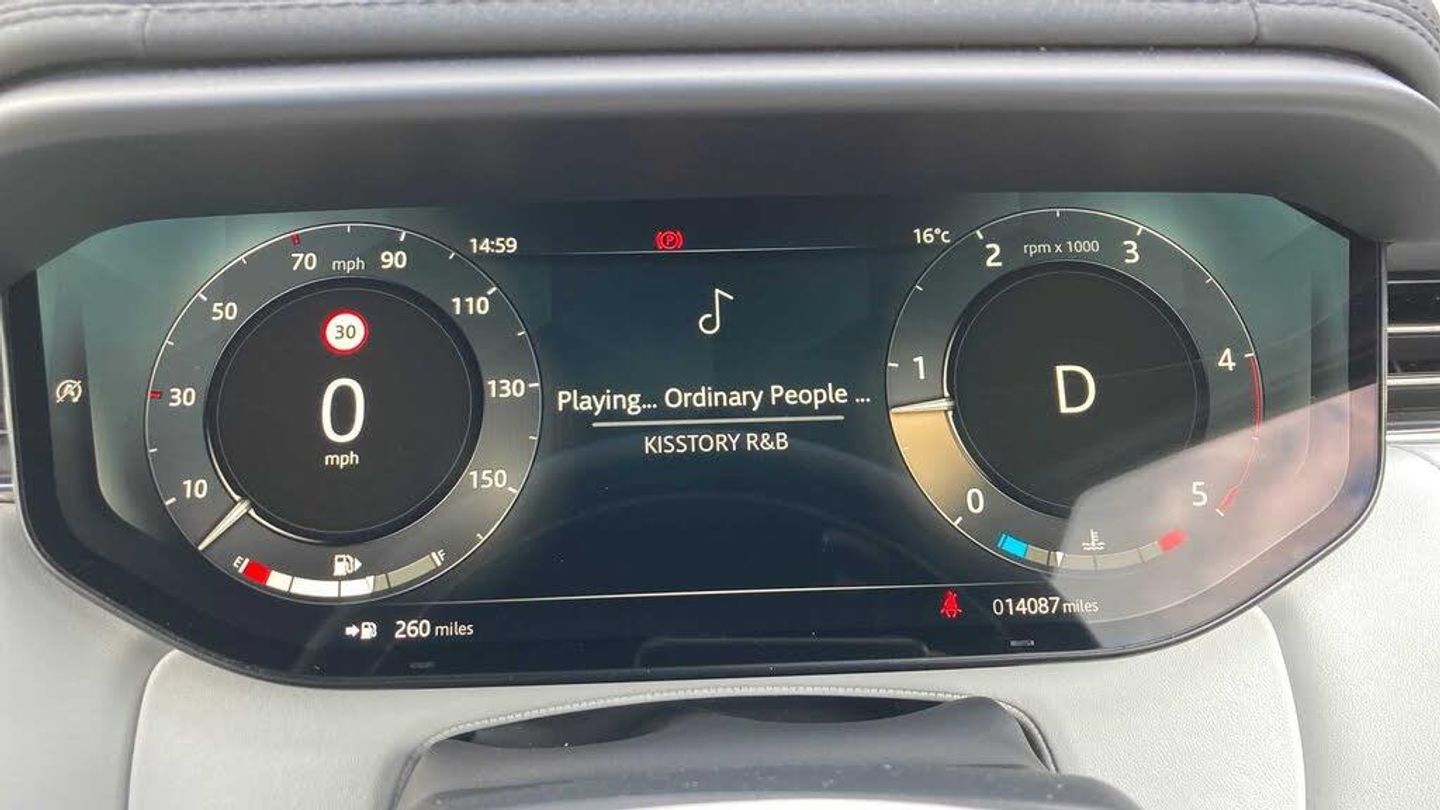 14:59
(P)
16°c
70 mph 90
50
110
30
30
130
0
mph
10
150
E
F
260 miles
Playing... Ordinary People ...
KISSTORY R&B
2 rpm x 1000 3
1
4
D
0
5
014087 miles